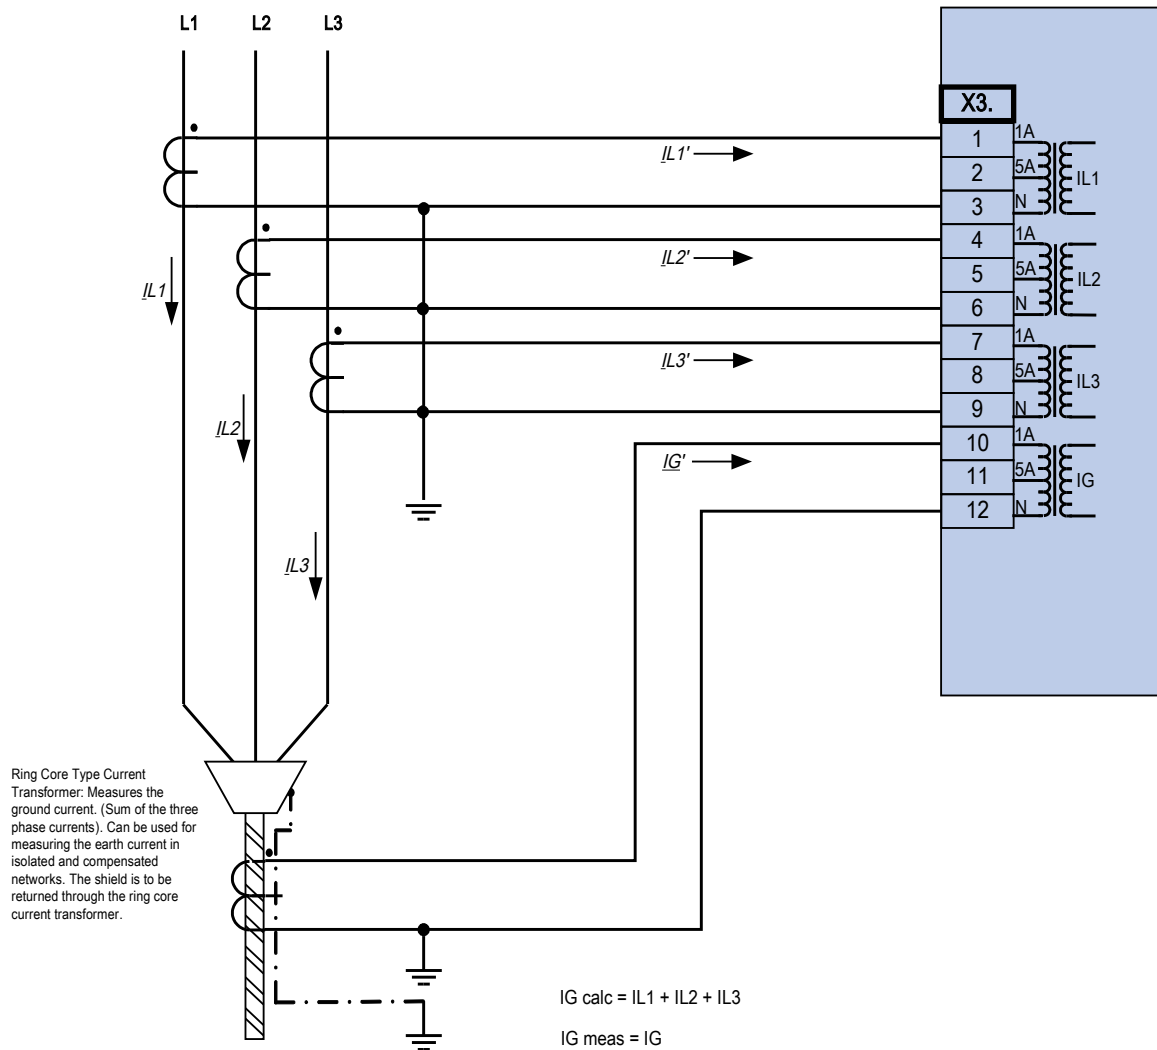 L1 L2 L3
X3.
1 1A
IL1' 2 5A IL1
3 N
4 1A
IL2' 5 5A IL2
IL1 6 N
7 1A
IL3' 8 5A IL3
9 N
IL2 10 1A
IG' 11 5A IG
12 N
IL3
Ring Core Type Current
Transformer: Measures the
ground current. (Sum of the three
phase currents). Can be used for
measuring the earth current in
isolated and compensated
networks. The shield is to be
returned through the ring core
current transformer.
IG calc = IL1 + IL2 + IL3
IG meas = IG